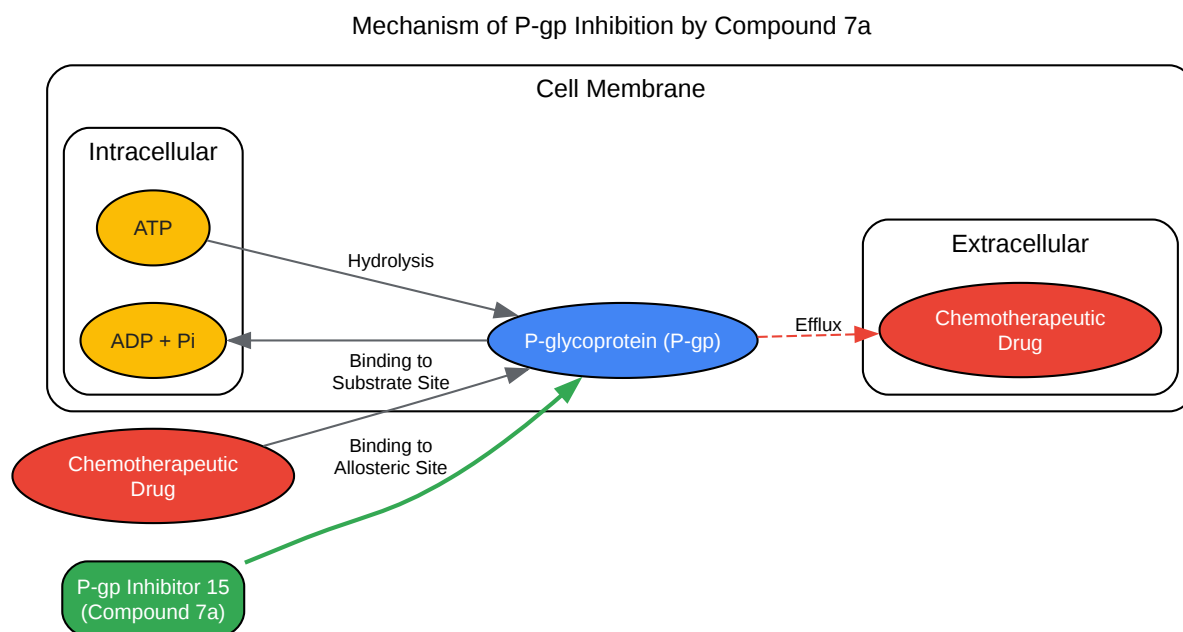 Mechanism of P-gp Inhibition by Compound 7a
Cell Membrane
Intracellular
ATP
Hydrolysis
Extracellular
ADP + Pi
P-glycoprotein (P-gp)
Efflux
Chemotherapeutic
Drug
Binding to
Substrate Site
Chemotherapeutic
Drug
Binding to
Allosteric Site
P-gp Inhibitor 15
(Compound 7a)